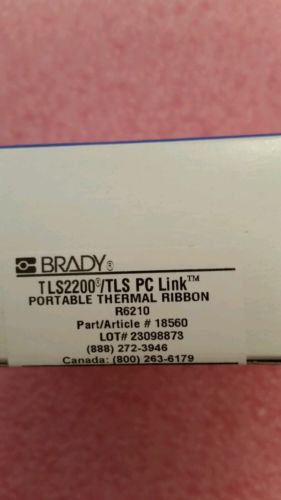 BRADY®
TLS2200®/TLS PC Link™
PORTABLE THERMAL RIBBON
R6210
Part/Article # 18560
LOT# 23098873
(888) 272-3946
Canada: (800) 263-6179